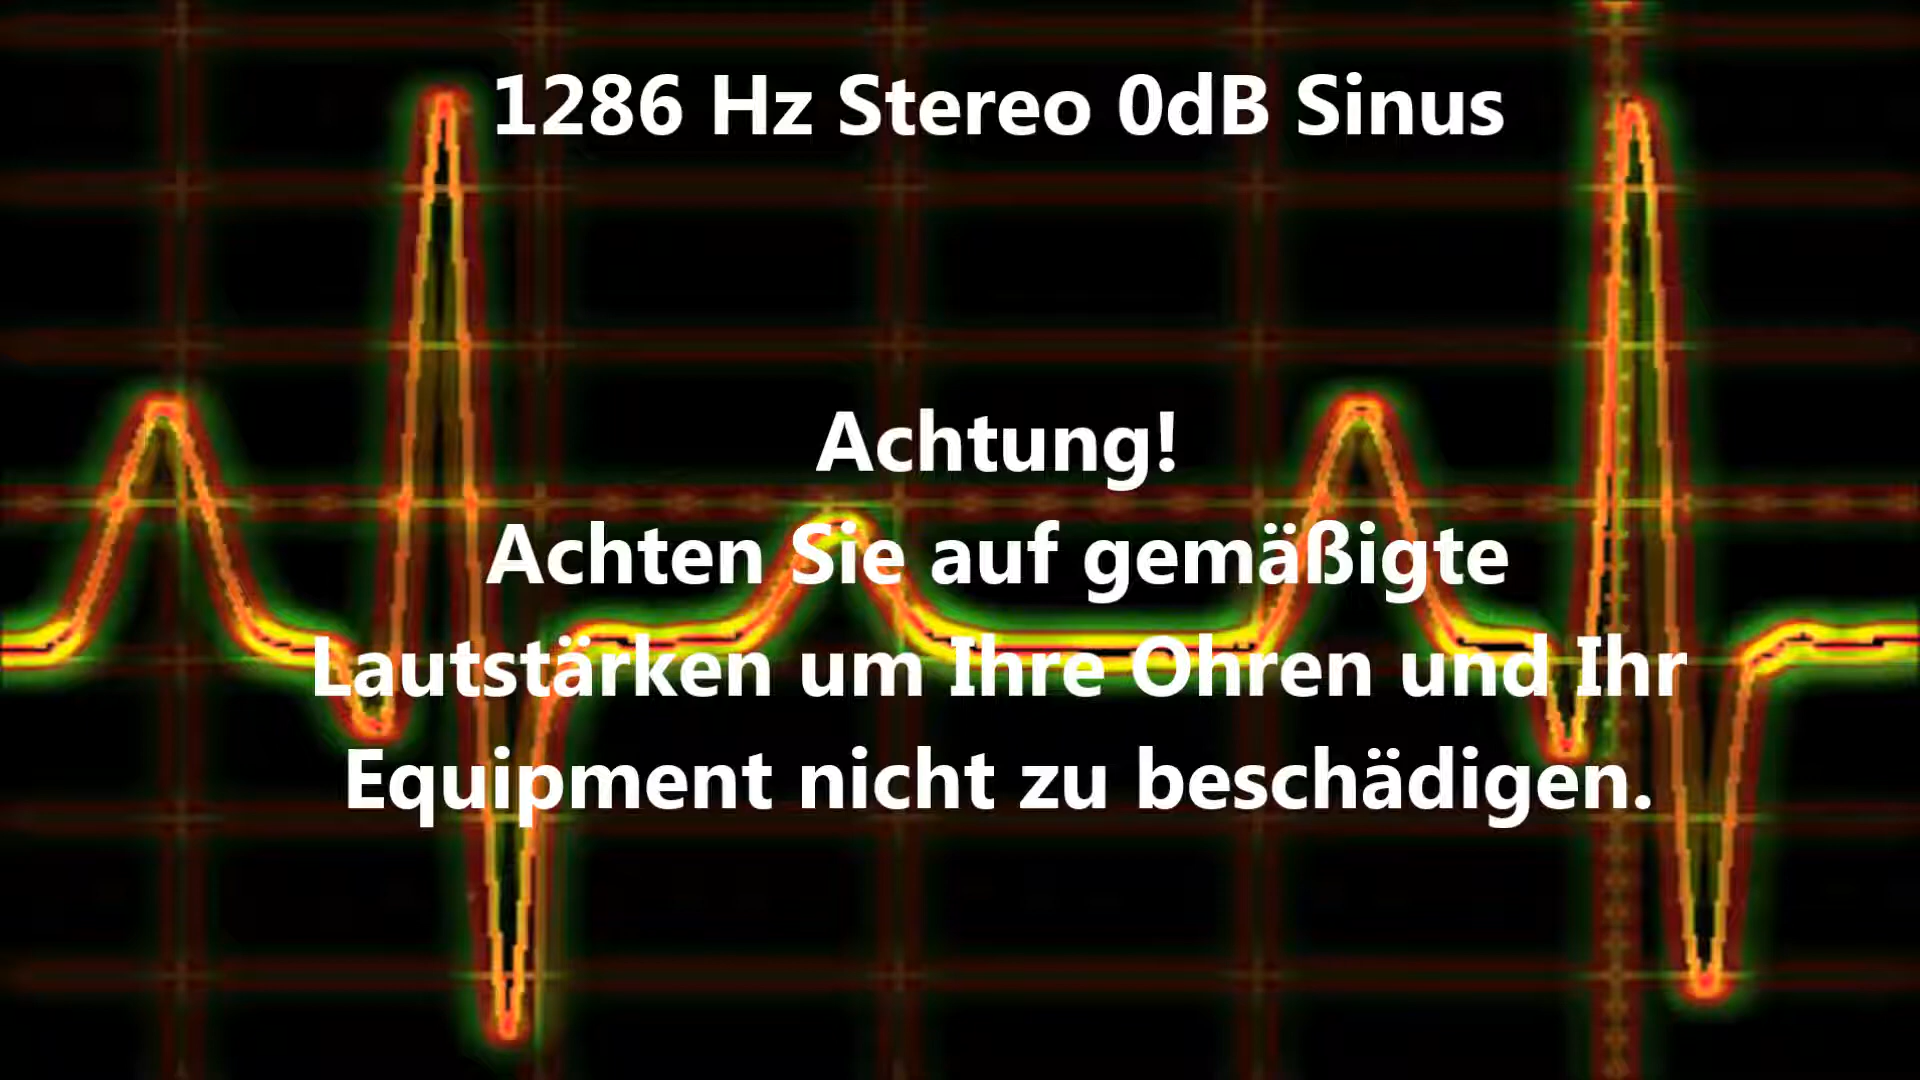 1286 Hz Stereo 0dB Sinus
Achtung!
Achten Sie auf gemäßigte
Lautstärken um Ihre Ohren und Ihr
Equipment nicht zu beschädigen.